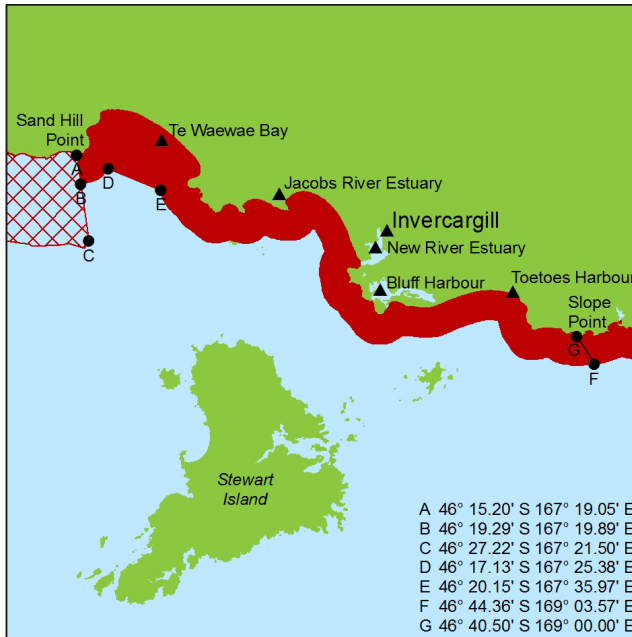 Sand Hill
Point
Te Waewae Bay
A
D
B
E
Jacobs River Estuary
Invercargill
New River Estuary
C
Bluff Harbour
Toetoes Harbour
Slope
Point
G
F
Stewart
Island
A 46° 15.20' S 167° 19.05' E
B 46° 19.29' S 167° 19.89' E
C 46° 27.22' S 167° 21.50' E
D 46° 17.13' S 167° 25.38' E
E 46° 20.15' S 167° 35.97' E
F 46° 44.36' S 169° 03.57' E
G 46° 40.50' S 169° 00.00' E